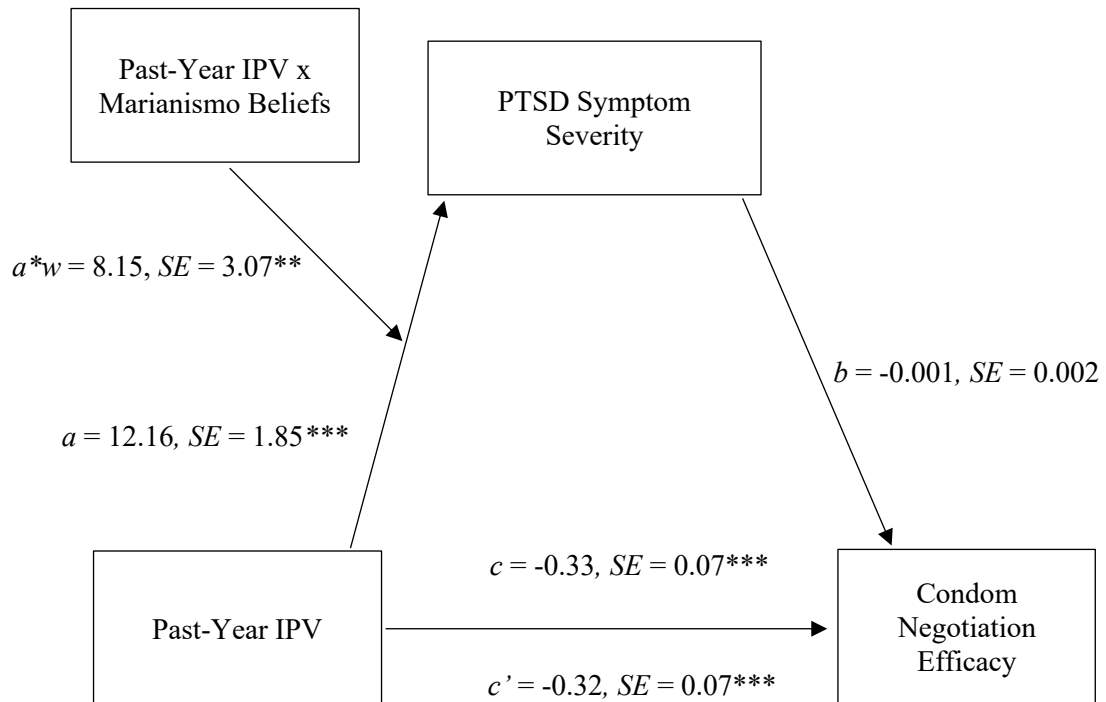 Past-Year IPV x
Marianismo Beliefs
PTSD Symptom
Severity
a*w = 8.15, SE = 3.07**
b = -0.001, SE = 0.002
a = 12.16, SE = 1.85***
c = -0.33, SE = 0.07***
Past-Year IPV
Condom
Negotiation
Efficacy
c’ = -0.32, SE = 0.07***